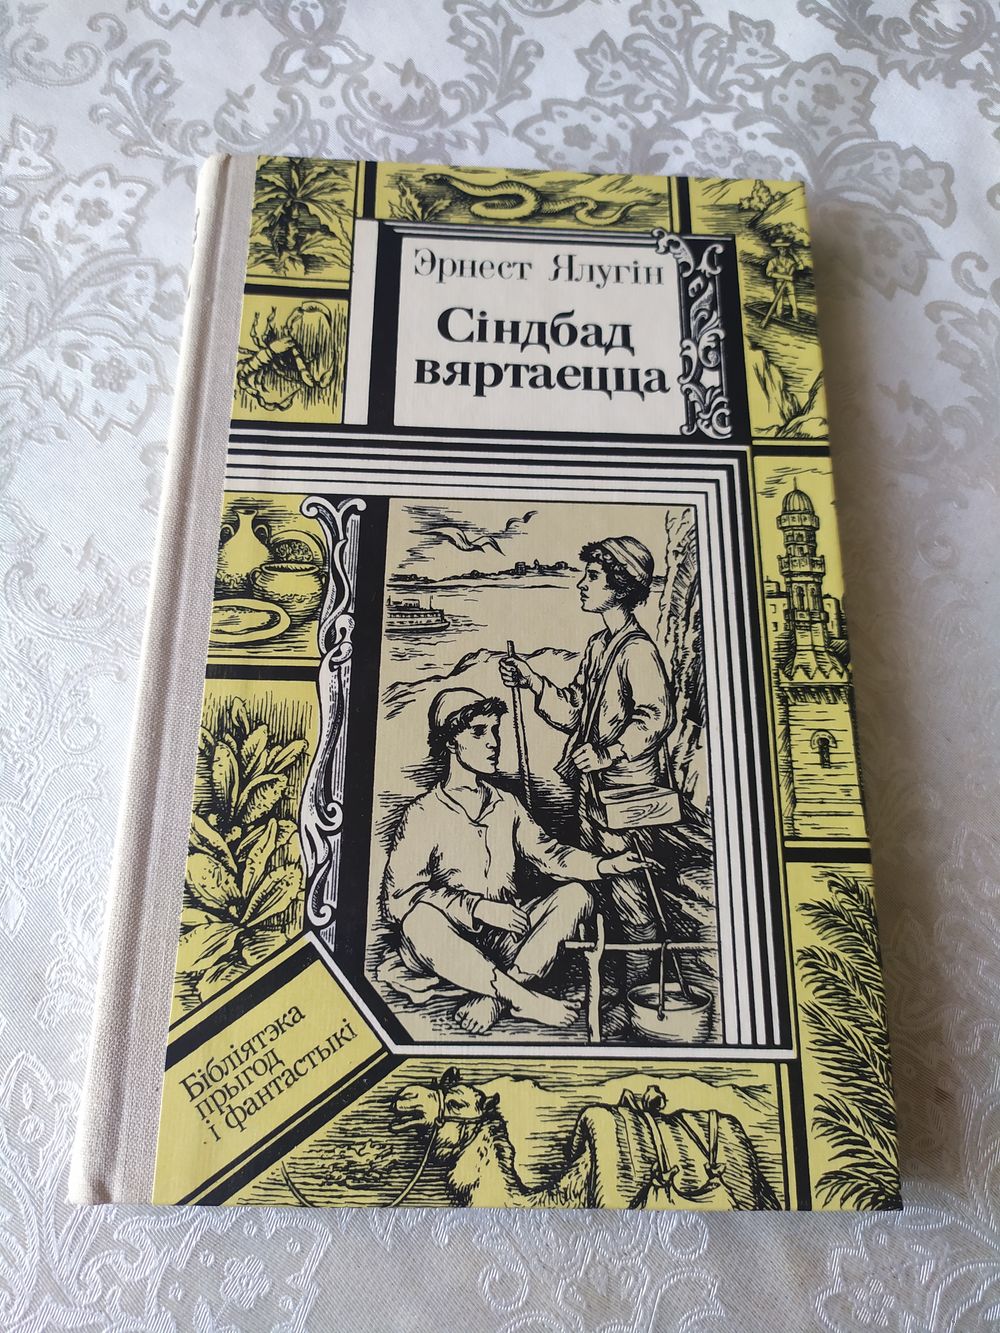 Эрнест Ялугін
Сіндбад
вяртаецца
Бібліятэка
прыгод
і фантастыкі